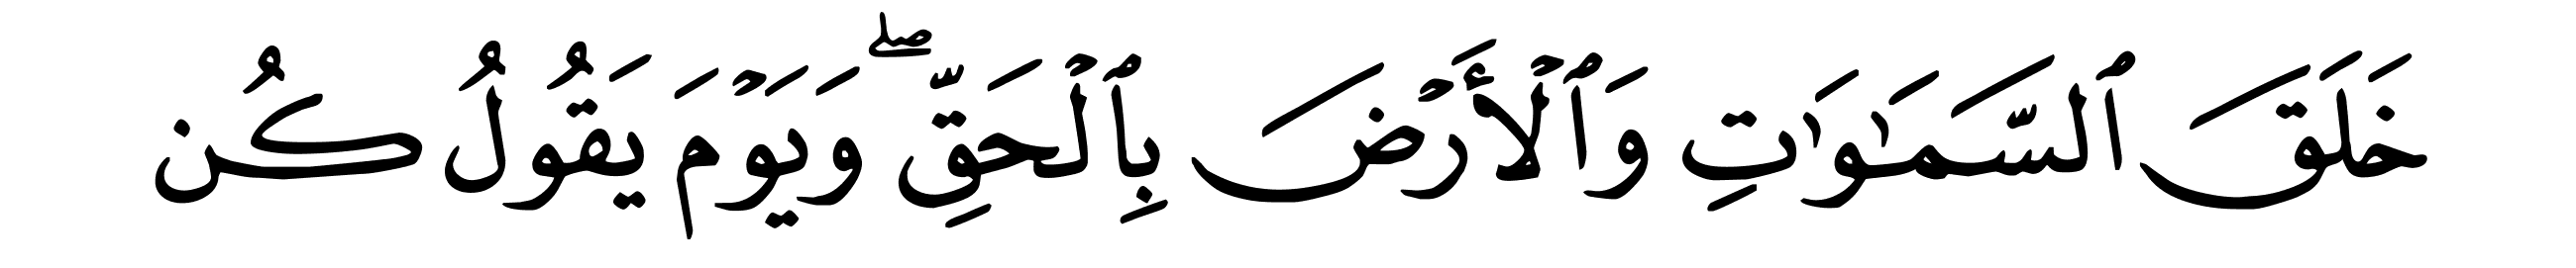 خَلَقَ ٱلسَّمَـٰوَٰتِ وَٱلْأَرْضَ بِٱلْحَقِّ ۖ وَيَوْمَ يَقُولُ كُن